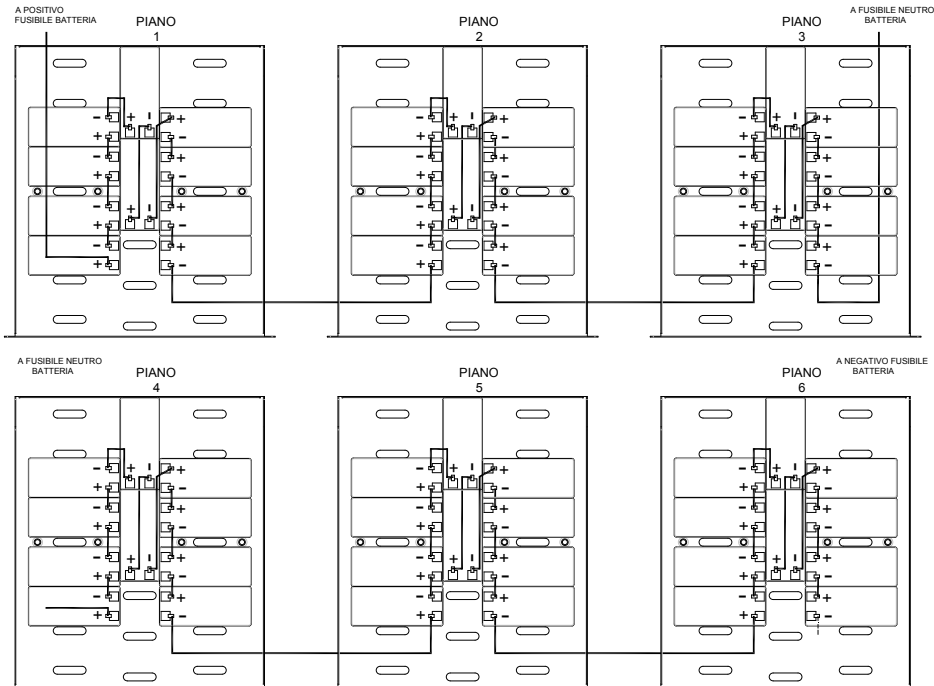 A POSITIVO
FUSIBILE BATTERIA
PIANO
1
PIANO
2
PIANO
3
A FUSIBILE NEUTRO
BATTERIA
- + - +
+ -
- +
+ -
- +
+ + - -
- +
+ -
- + - +
+ -
- +
+ -
- +
+ + - -
- +
+ -
- + - +
+ -
- +
+ -
- +
+ + - -
- +
+ -
A FUSIBILE NEUTRO
BATTERIA
PIANO
4
PIANO
5
PIANO
6
A NEGATIVO FUSIBILE
BATTERIA
- + - +
+ -
- +
+ -
- +
+ + - -
- +
+ -
- + - +
+ -
- +
+ -
- +
+ + - -
- +
+ -
- + - +
+ -
- +
+ -
- +
+ + - -
- +
+ -